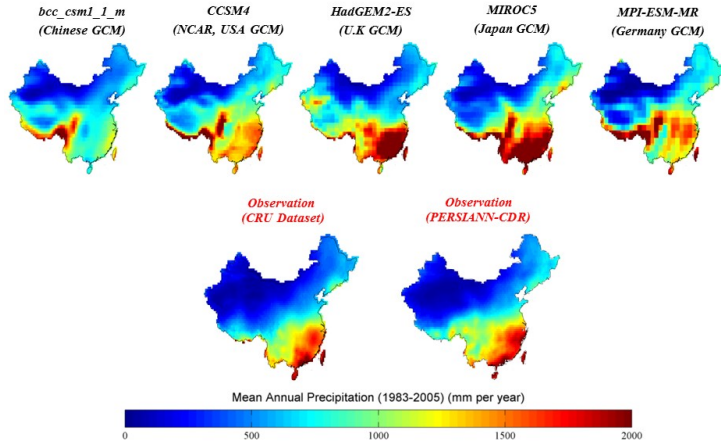 bcc_csm1_1_m
(Chinese GCM)
CCSM4
(NCAR, USA GCM)
HadGEM2-ES
(U.K GCM)
MIROC5
(Japan GCM)
MPI-ESM-MR
(Germany GCM)
Observation
(CRU Dataset)
Observation
(PERSIANN-CDR)
Mean Annual Precipitation (1983-2005) (mm per year)
0 500 1000 1500 2000